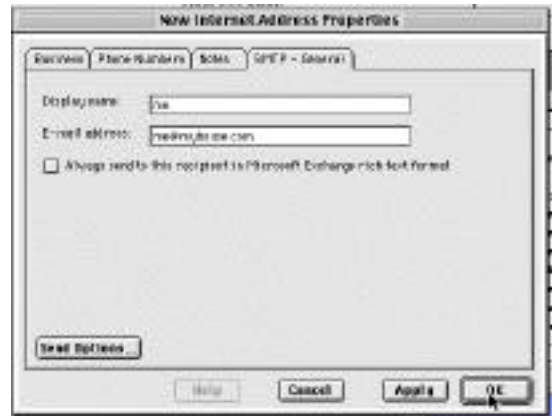 New Internet Address Properties
Business Phone Numbers Notes SMTP - General
Display name: me
E-mail address:
Always send to this recipient in Microsoft Exchange rich text format
Send Options...
Help Cancel Apply OK